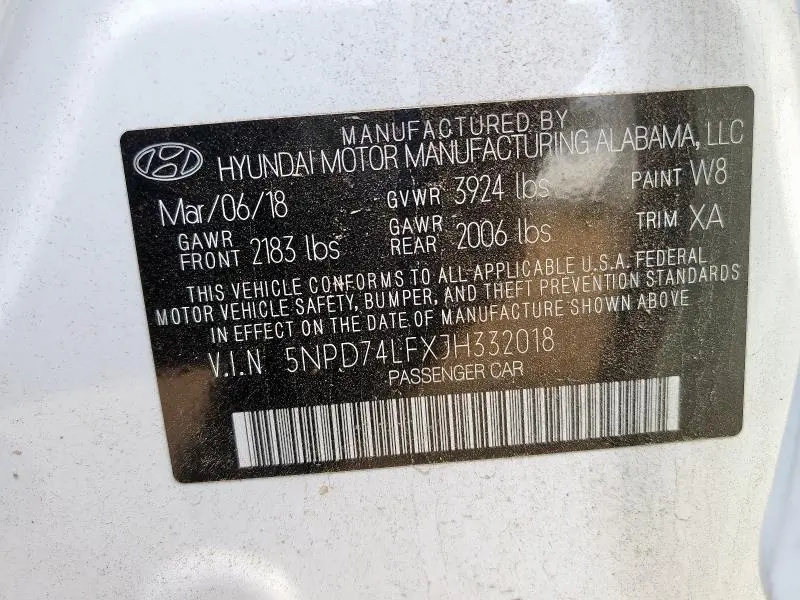 MANUFACTURED BY
HYUNDAI MOTOR MANUFACTURING ALABAMA, LLC
Mar/06/18 GVWR 3924 lbs PAINT W8
GAWR FRONT 2183 lbs GAWR REAR 2006 lbs TRIM XA
THIS VEHICLE CONFORMS TO ALL APPLICABLE U.S.A. FEDERAL
MOTOR VEHICLE SAFETY, BUMPER, AND THEFT PREVENTION STANDARDS
IN EFFECT ON THE DATE OF MANUFACTURE SHOWN ABOVE
V.I.N 5NPD74LFXJH332018
PASSENGER CAR